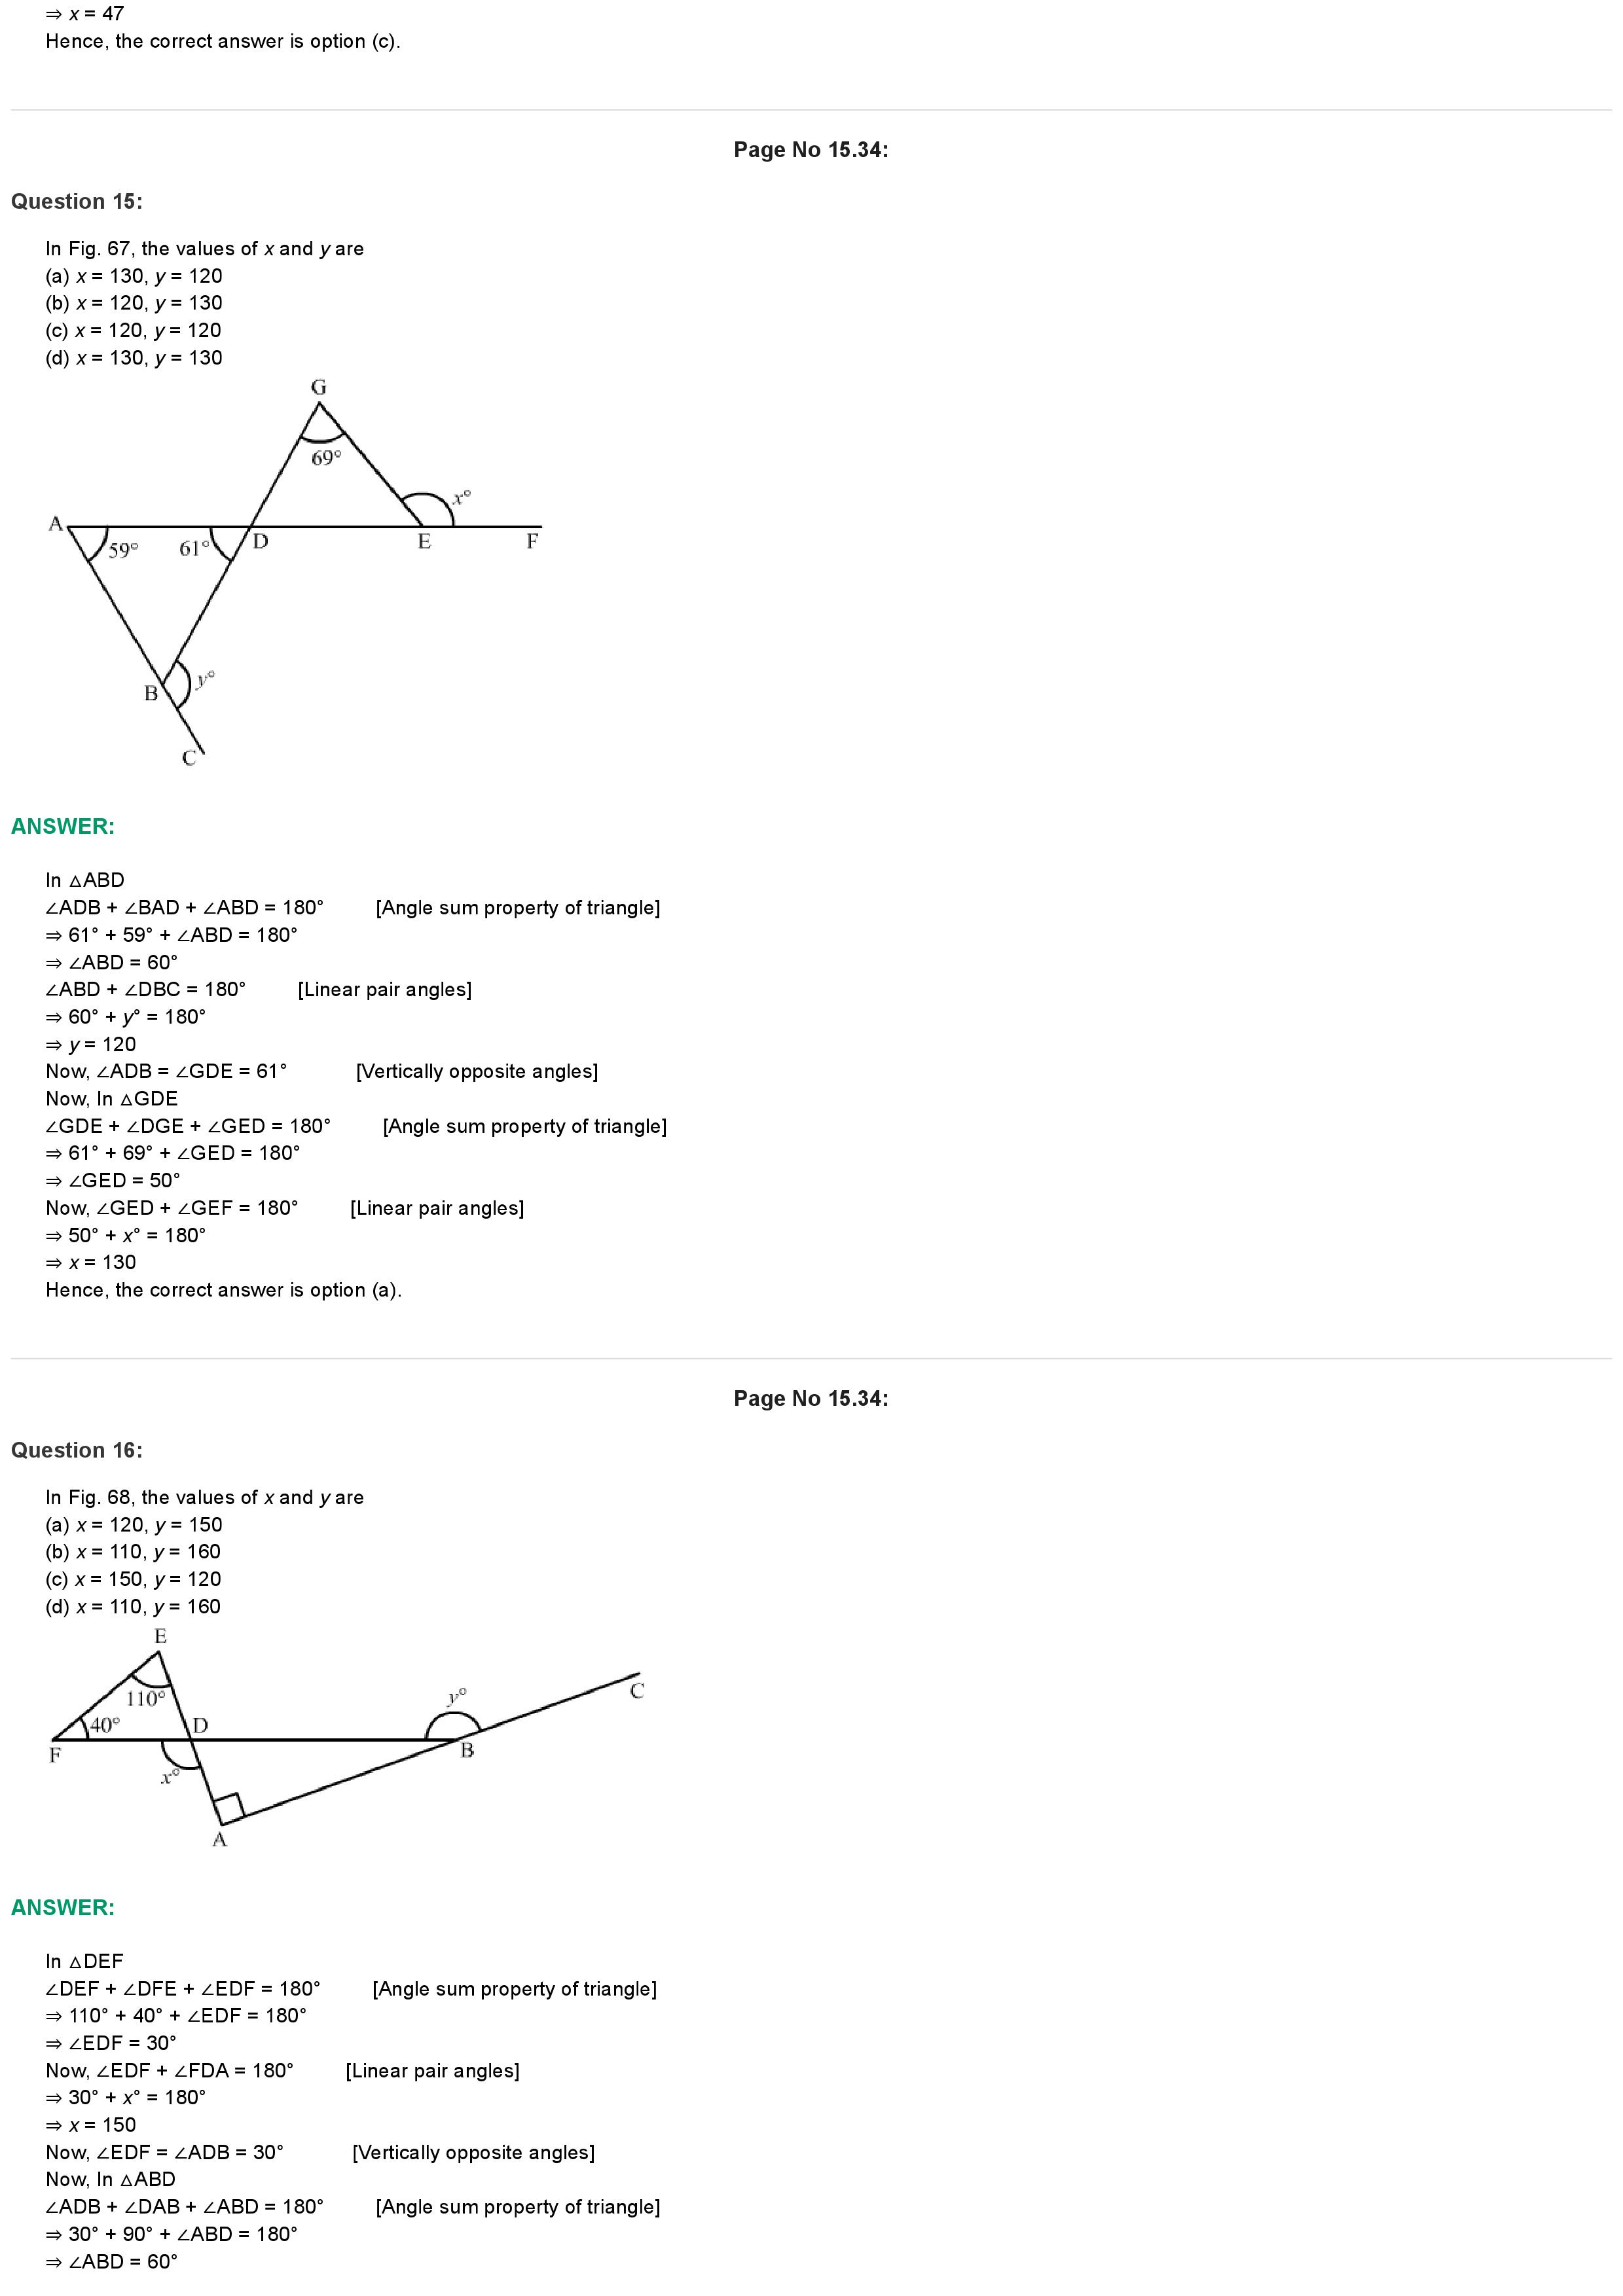 ⇒ x = 47
Hence, the correct answer is option (c).
Page No 15.34:
Question 15:
In Fig. 67, the values of x and y are
(a) x = 130, y = 120
(b) x = 120, y = 130
(c) x = 120, y = 120
(d) x = 130, y = 130
G
69°
x°
A
59°
61°
D
E
F
B
y°
C
ANSWER:
In △ABD
∠ADB + ∠BAD + ∠ABD = 180° [Angle sum property of triangle]
⇒ 61° + 59° + ∠ABD = 180°
⇒ ∠ABD = 60°
∠ABD + ∠DBC = 180° [Linear pair angles]
⇒ 60° + y° = 180°
⇒ y = 120
Now, ∠ADB = ∠GDE = 61° [Vertically opposite angles]
Now, In △GDE
∠GDE + ∠DGE + ∠GED = 180° [Angle sum property of triangle]
⇒ 61° + 69° + ∠GED = 180°
⇒ ∠GED = 50°
Now, ∠GED + ∠GEF = 180° [Linear pair angles]
⇒ 50° + x° = 180°
⇒ x = 130
Hence, the correct answer is option (a).
Page No 15.34:
Question 16:
In Fig. 68, the values of x and y are
(a) x = 120, y = 150
(b) x = 110, y = 160
(c) x = 150, y = 120
(d) x = 110, y = 160
E
110°
y°
C
40°
D
F
B
x°
A
ANSWER:
In △DEF
∠DEF + ∠DFE + ∠EDF = 180° [Angle sum property of triangle]
⇒ 110° + 40° + ∠EDF = 180°
⇒ ∠EDF = 30°
Now, ∠EDF + ∠FDA = 180° [Linear pair angles]
⇒ 30° + x° = 180°
⇒ x = 150
Now, ∠EDF = ∠ADB = 30° [Vertically opposite angles]
Now, In △ABD
∠ADB + ∠DAB + ∠ABD = 180° [Angle sum property of triangle]
⇒ 30° + 90° + ∠ABD = 180°
⇒ ∠ABD = 60°